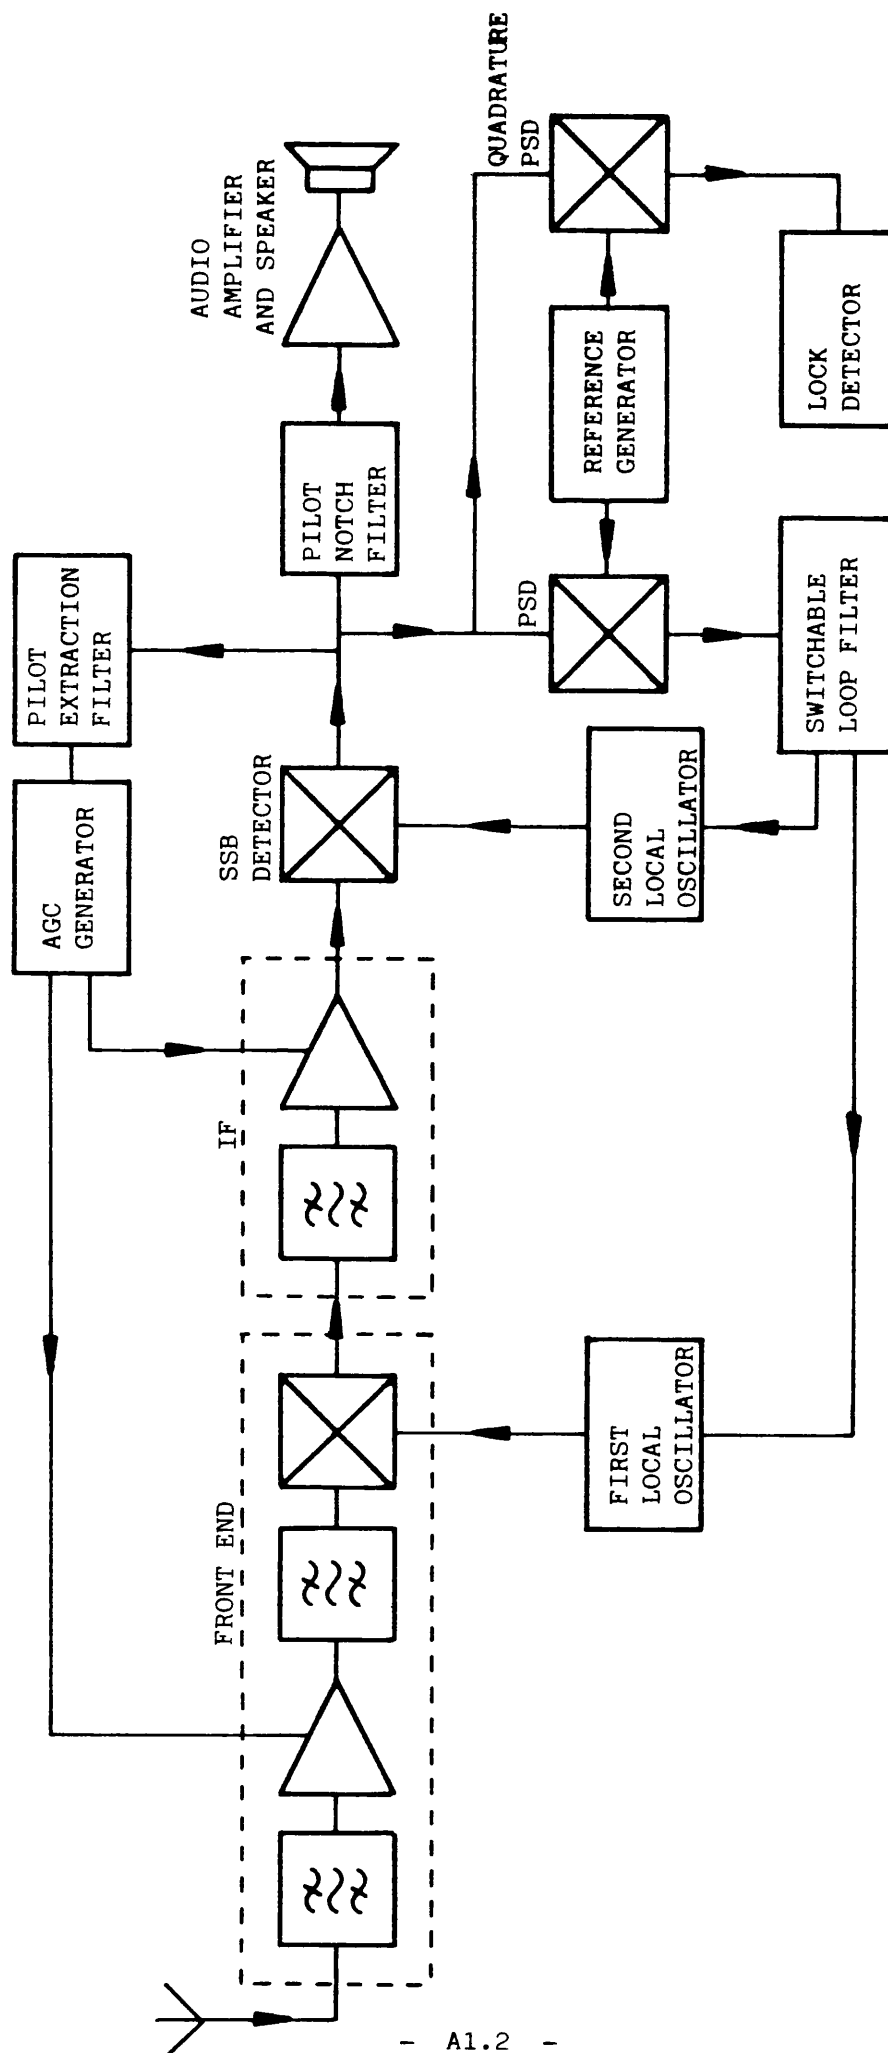 FRONT END
IF
AGC
GENERATOR
PILOT
EXTRACTION
FILTER
SSB
DETECTOR
PILOT
NOTCH
FILTER
AUDIO
AMPLIFIER
AND SPEAKER
FIRST
LOCAL
OSCILLATOR
SECOND
LOCAL
OSCILLATOR
PSD
REFERENCE
GENERATOR
QUADRATURE
PSD
SWITCHABLE
LOOP FILTER
LOCK
DETECTOR
- A1.2 -